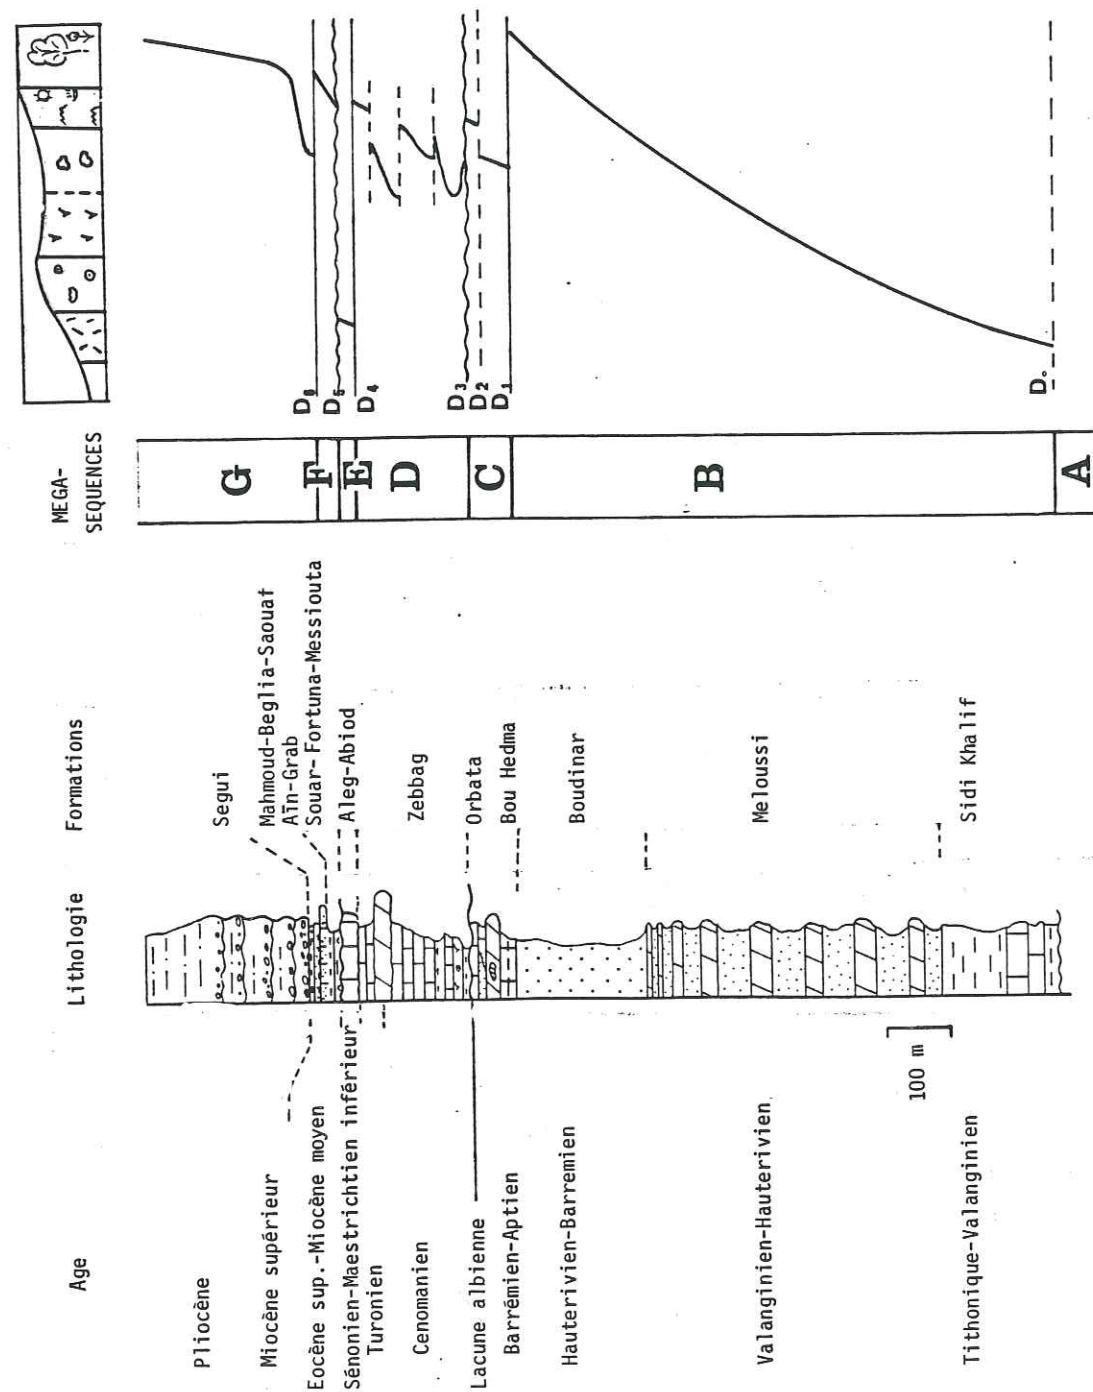 Age
Lithologie
Formations
MEGA-
SEQUENCES
Pliocène
Miocène supérieur
Eocène sup.-Miocène moyen
Sénonien-Maestrichtien inférieur
Turonien
Cenomanien
Lacune albienne
Barrémien-Aptien
Hauterivien-Barremien
Valanginien-Hauterivien
Tithonique-Valanginien
100 m
Segui
Mahmoud-Beglia-Saouaf
Aïn-Grab
Souar-Fortuna-Messiouta
Aleg-Abiod
Zebbag
Orbata
Bou Hedma
Boudinar
Meloussi
Sidi Khalif
G
F
E
D
C
B
A
D6
D5
D4
D3
D2
D1
D.